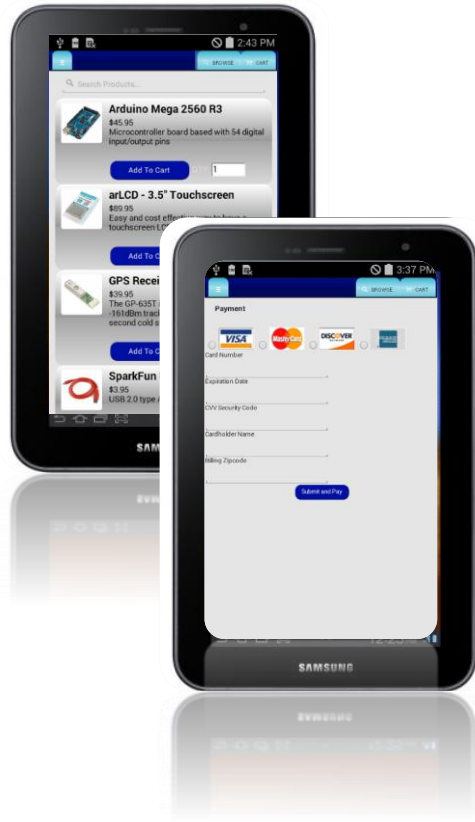 2:43 PM
BROWSE CART
Search Products...
Arduino Mega 2560 R3
$45.95
Microcontroller board based with 54 digital
input/output pins
Add To Cart QTY: 1
arLCD - 3.5" Touchscreen
$89.95
Easy and cost effective way to have a
touchscreen LC
Add To C
GPS Recei
$39.95
The GP-635T
-161dBm track
second cold s
Add To C
SparkFun
$3.95
USB 2.0 type A
SAM
3:37 PM
BROWSE CART
Payment
VISA MasterCard DISCOVER
Card Number
Expiration Date
CVV Security Code
Cardholder Name
Billing Zipcode
Submit and Pay
SAMSUNG